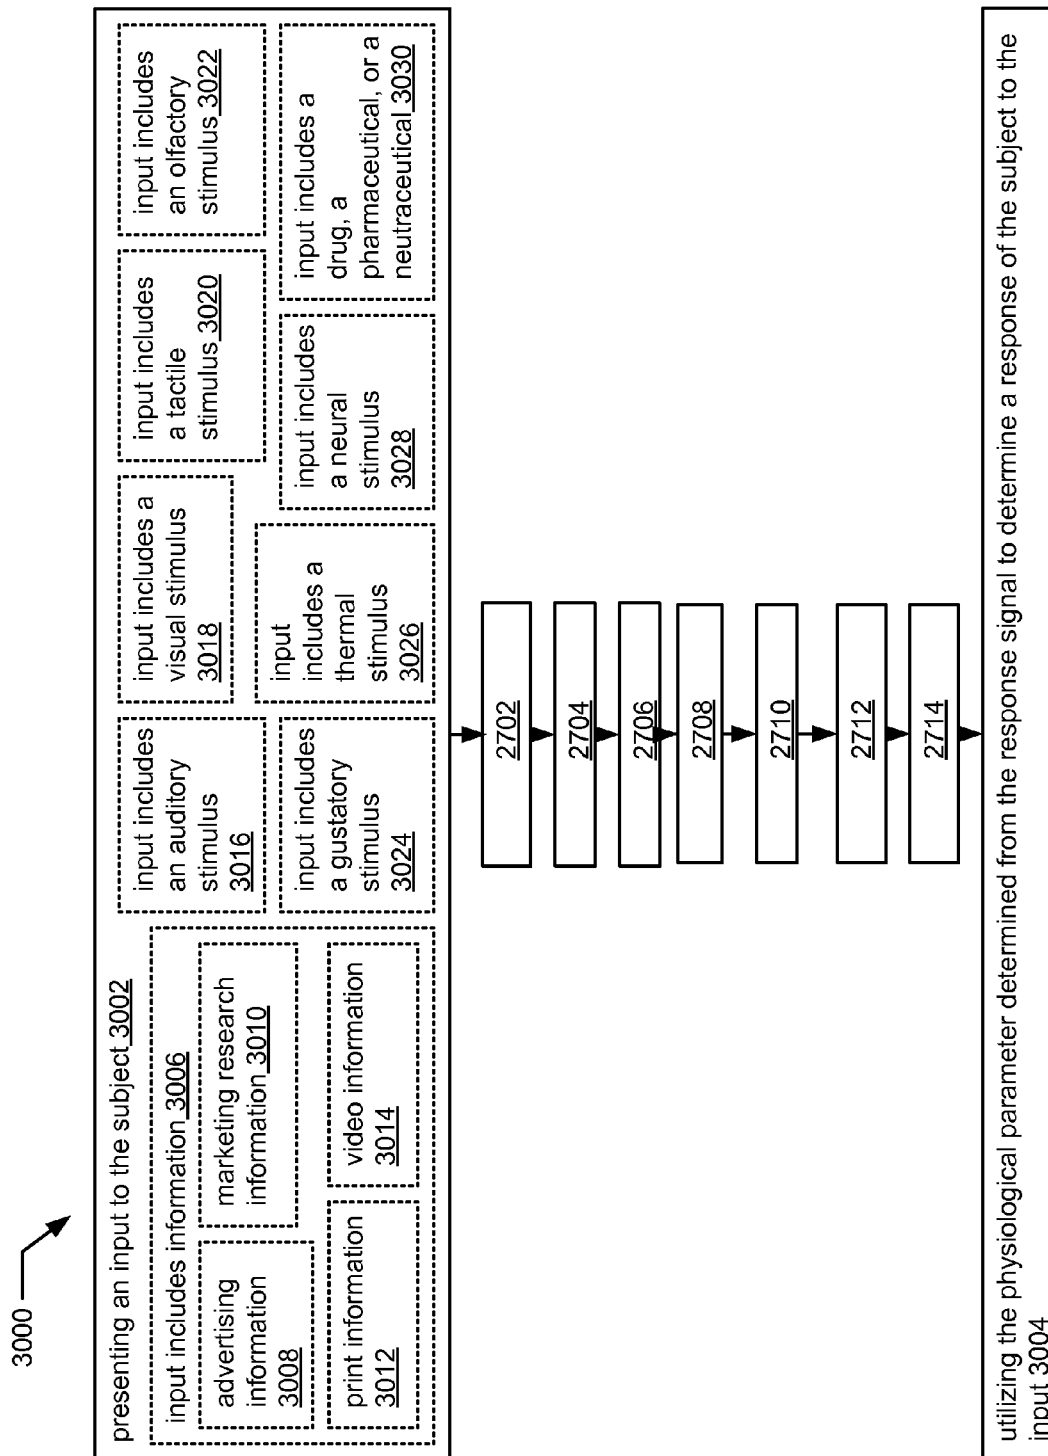 3000
presenting an input to the subject 3002
input includes information 3006
advertising
information
3008
marketing research
information 3010
print information
3012
video information
3014
input includes
an auditory
stimulus
3016
input includes a
visual stimulus
3018
input includes
a tactile
stimulus 3020
input includes
an olfactory
stimulus 3022
input includes
a gustatory
stimulus
3024
input
includes a
thermal
stimulus
3026
input includes
a neural
stimulus
3028
input includes a
drug, a
pharmaceutical, or a
neutraceutical 3030
2702
2704
2706
2708
2710
2712
2714
utilizing the physiological parameter determined from the response signal to determine a response of the subject to the
input 3004